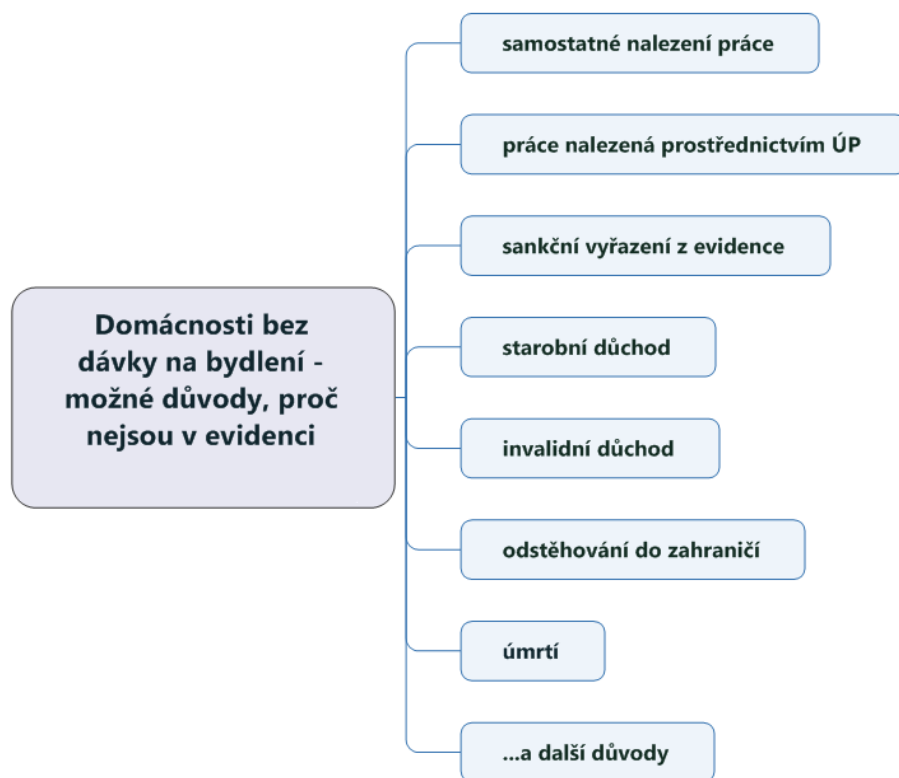 samostatné nalezení práce
práce nalezená prostřednictvím ÚP
sankční vyřazení z evidence
Domácnosti bez
dávky na bydlení -
možné důvody, proč
nejsou v evidenci
starobní důchod
invalidní důchod
odstěhování do zahraničí
úmrtí
...a další důvody